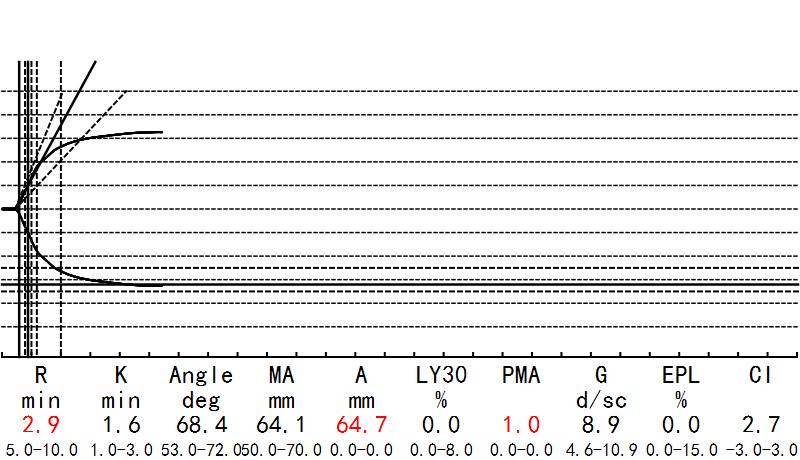 R K Angle MA A LY30 PMA G EPL CI
min min deg mm mm % d/sc %
2.9 1.6 68.4 64.1 64.7 0.0 1.0 8.9 0.0 2.7
5.0-10.0 1.0-3.0 53.0-72.0 50.0-70.0 0.0-0.0 0.0-8.0 0.0-0.0 4.6-10.9 0.0-15.0 -3.0-3.0